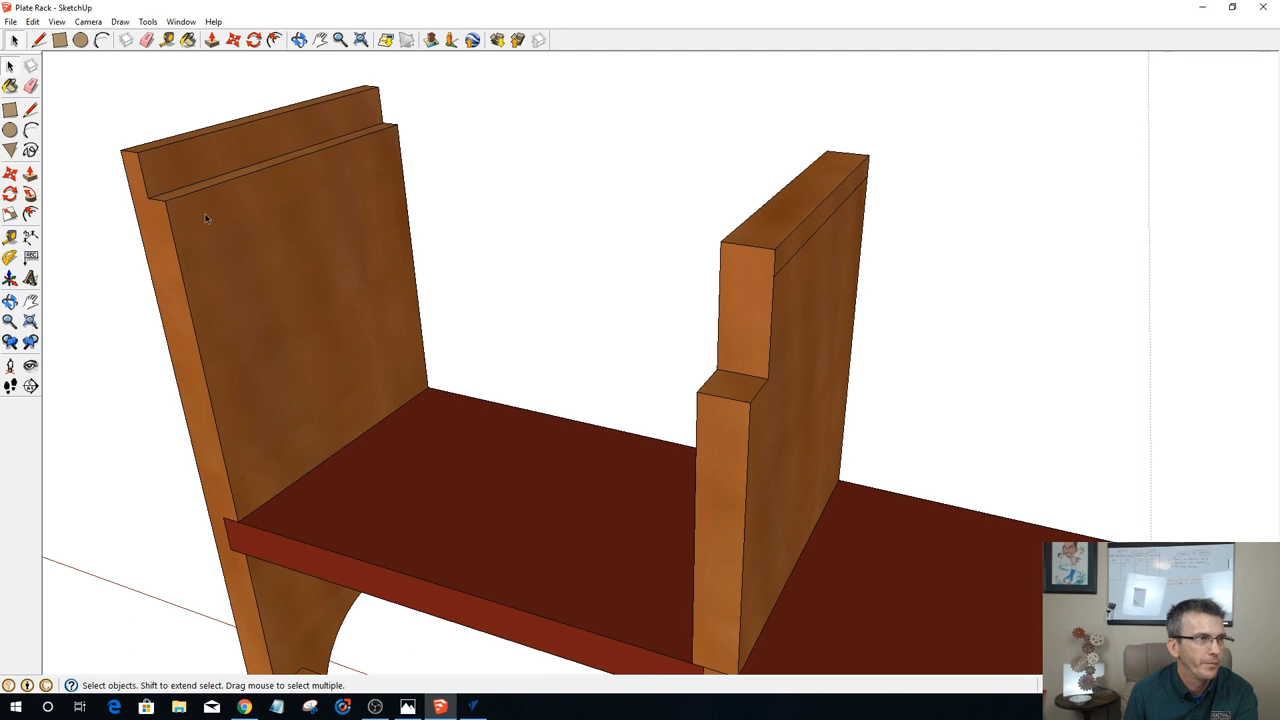 Plate Rack - SketchUp
File Edit View Camera Draw Tools Window Help
Select objects. Shift to extend select. Drag mouse to select multiple.